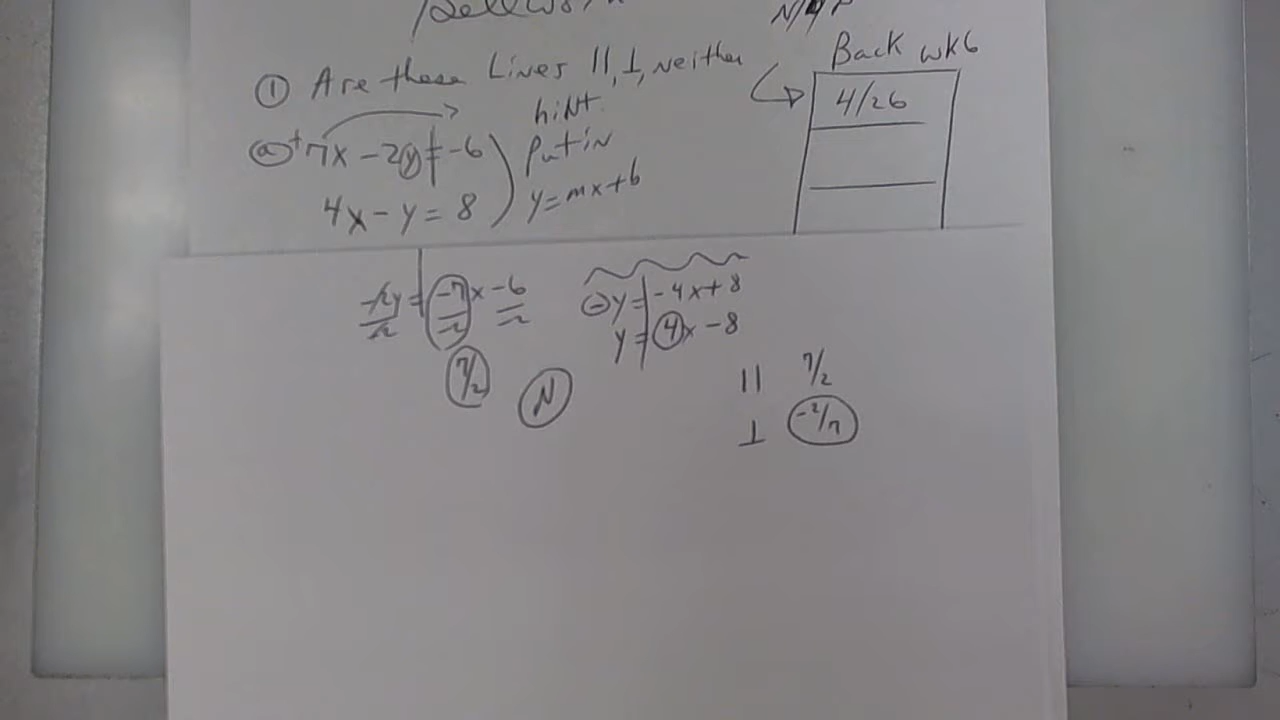 Bellwork
Back wk6
4/26
① Are these Lines ||, ⊥, neither
hint
ⓐ +7x - 2y = -6
put in
4x - y = 8
y = mx + b
-2y = -7x - 6
-2 -2 -2
7/2
N
-y = -4x + 8
y = 4x - 8
|| 7/2
⊥ -2/7